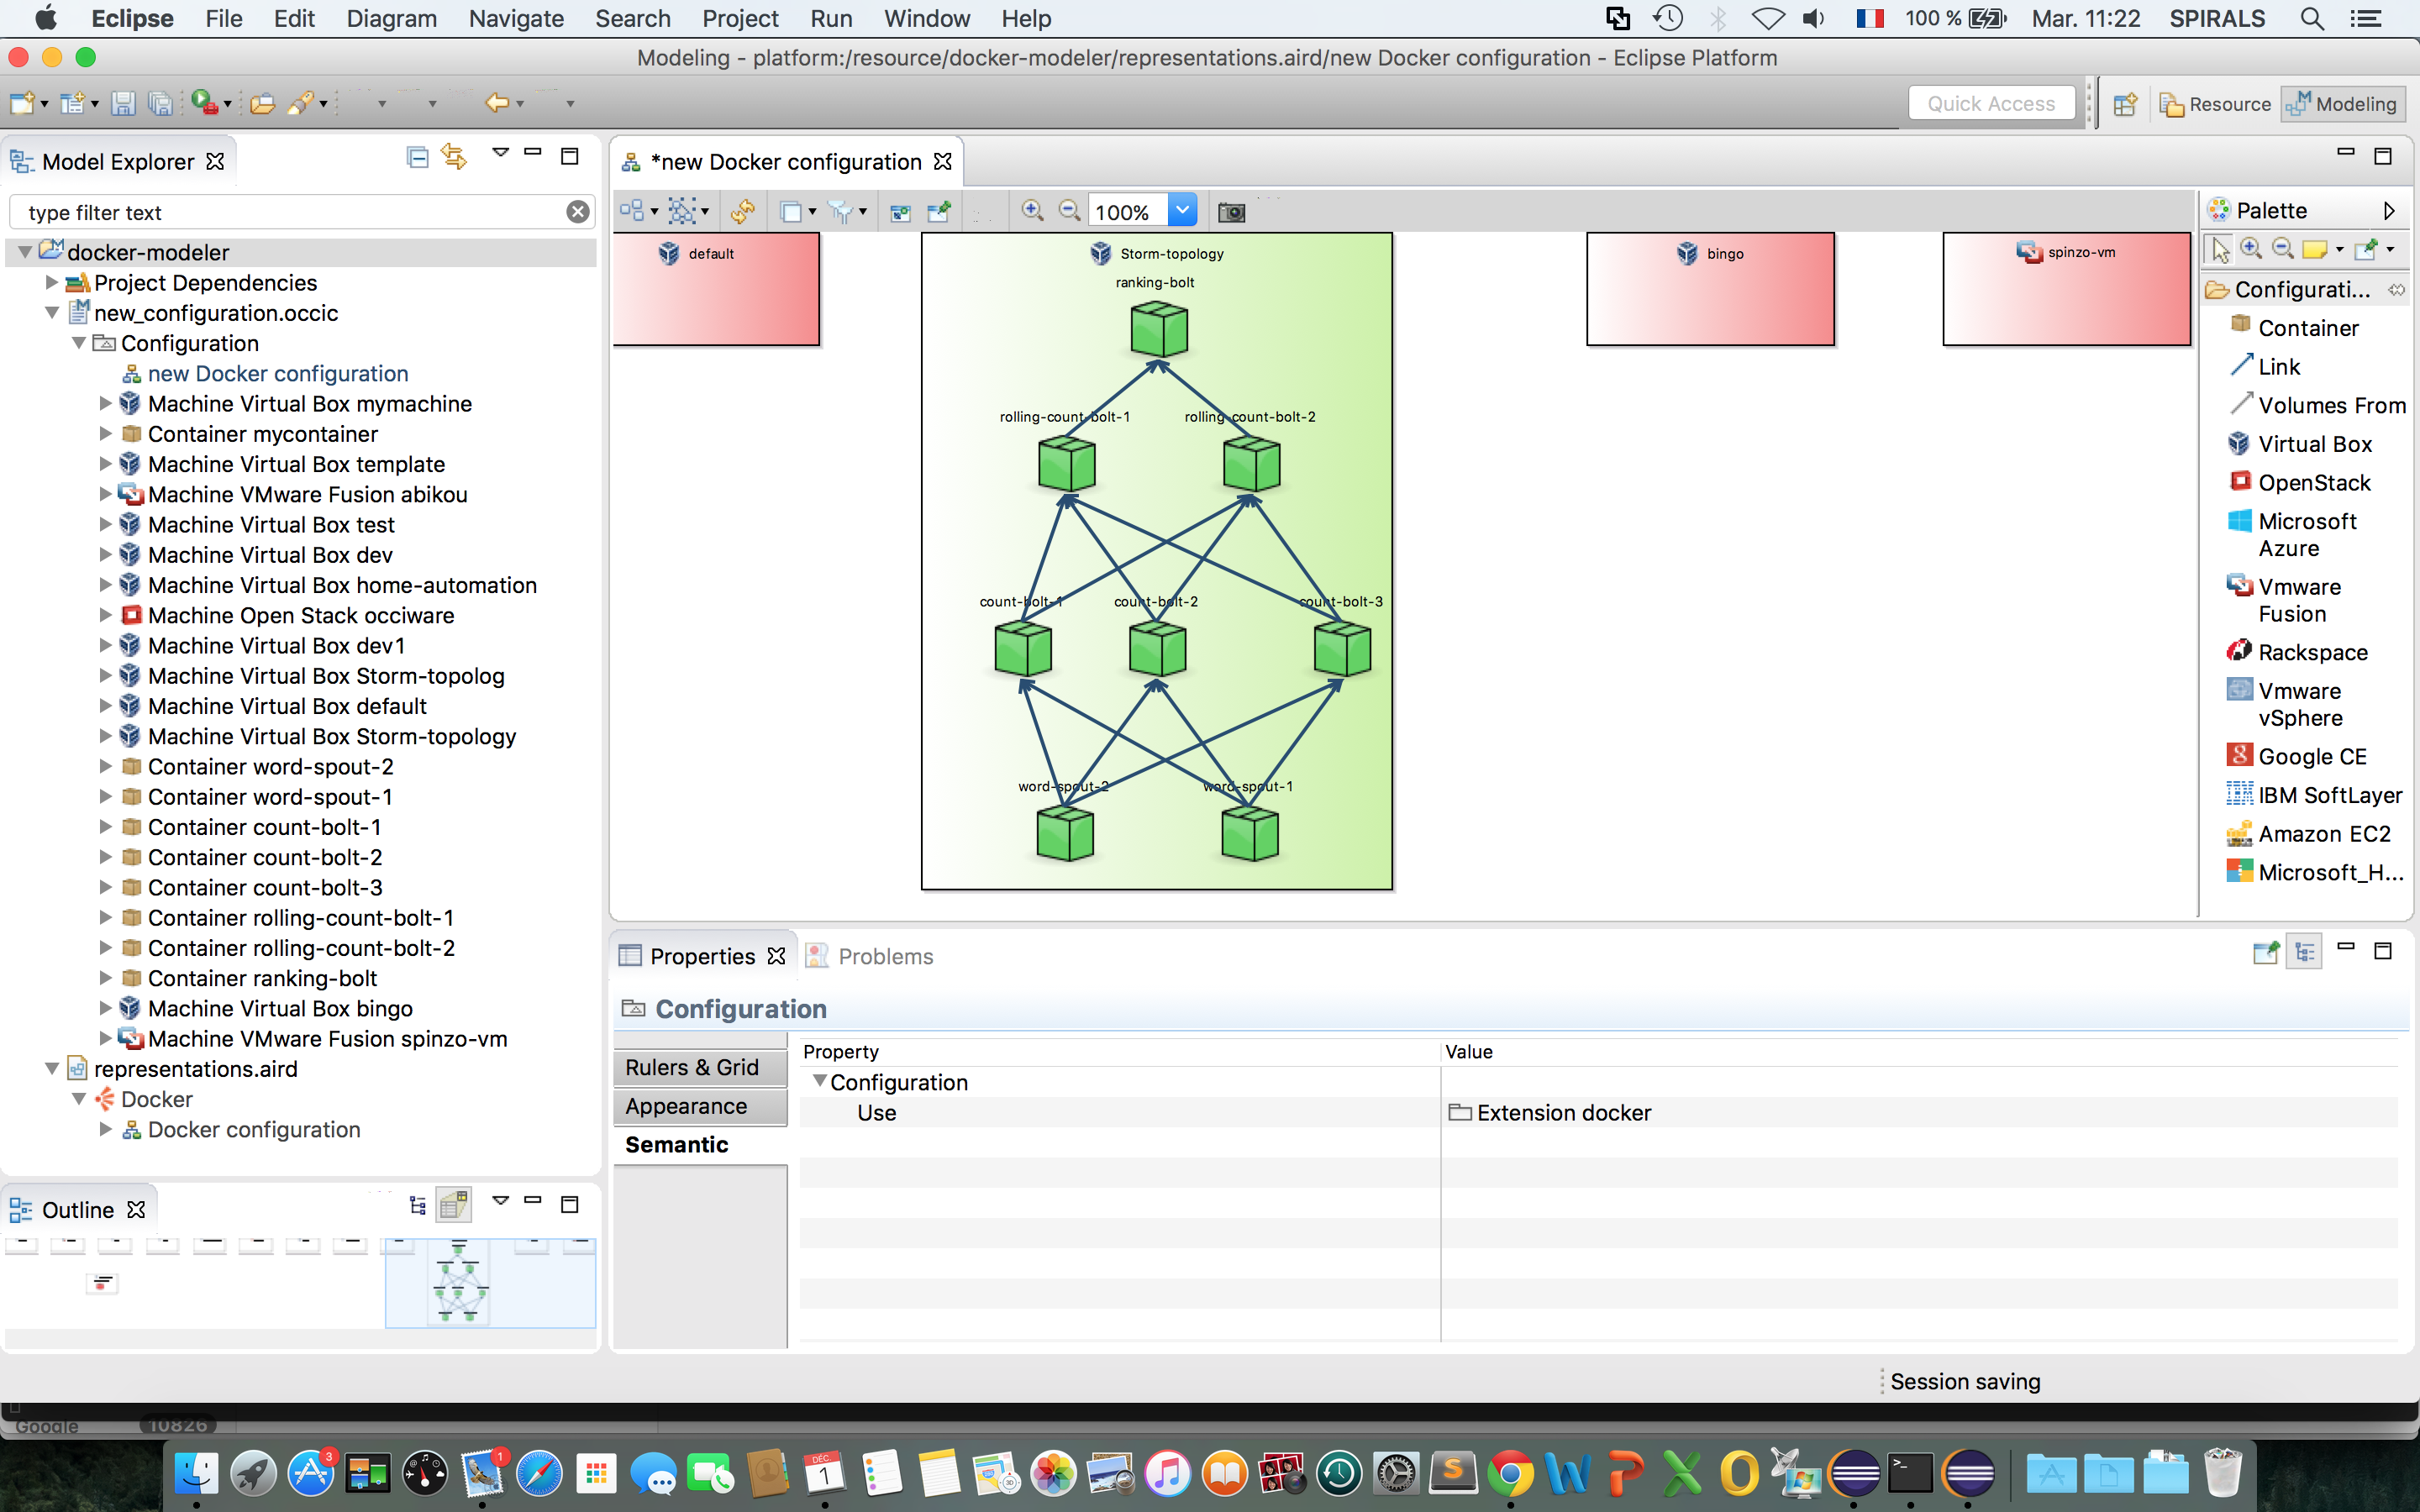 Eclipse File Edit Diagram Navigate Search Project Run Window Help 100 % Mar. 11:22 SPIRALS
Modeling - platform:/resource/docker-modeler/representations.aird/new Docker configuration - Eclipse Platform
Quick Access Resource Modeling
Model Explorer
type filter text
docker-modeler
Project Dependencies
new_configuration.occic
Configuration
new Docker configuration
Machine Virtual Box mymachine
Container mycontainer
Machine Virtual Box template
Machine VMware Fusion abikou
Machine Virtual Box test
Machine Virtual Box dev
Machine Virtual Box home-automation
Machine Open Stack occiware
Machine Virtual Box dev1
Machine Virtual Box Storm-topolog
Machine Virtual Box default
Machine Virtual Box Storm-topology
Container word-spout-2
Container word-spout-1
Container count-bolt-1
Container count-bolt-2
Container count-bolt-3
Container rolling-count-bolt-1
Container rolling-count-bolt-2
Container ranking-bolt
Machine Virtual Box bingo
Machine VMware Fusion spinzo-vm
representations.aird
Docker
Docker configuration
Outline
*new Docker configuration
100%
default
Storm-topology
bingo
spinzo-vm
ranking-bolt
rolling-count-bolt-1 rolling-count-bolt-2
count-bolt-1 count-bolt-2 count-bolt-3
word-spout-2 word-spout-1
Palette
Configurati...
Container
Link
Volumes From
Virtual Box
OpenStack
Microsoft
Azure
Vmware
Fusion
Rackspace
Vmware
vSphere
Google CE
IBM SoftLayer
Amazon EC2
Microsoft_H...
Properties Problems
Configuration
Rulers & Grid
Appearance
Semantic
Property Value
Configuration
Use Extension docker
Session saving
Google 10826
3
1
DÉC.
1